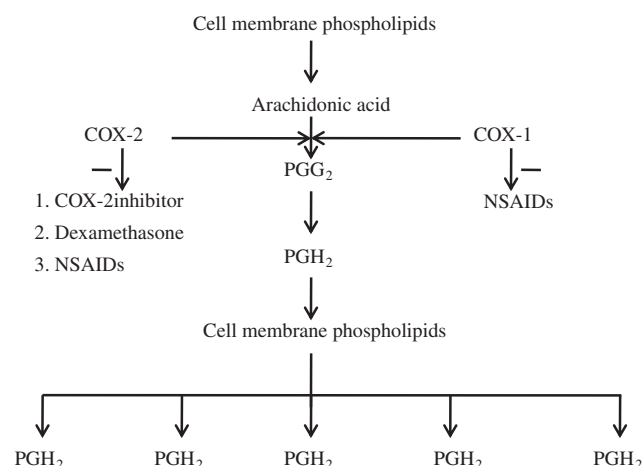 Cell membrane phospholipids
Arachidonic acid
COX-2
COX-1
PGG₂
1. COX-2inhibitor
2. Dexamethasone
3. NSAIDs
NSAIDs
PGH₂
Cell membrane phospholipids
PGH₂ PGH₂ PGH₂ PGH₂ PGH₂